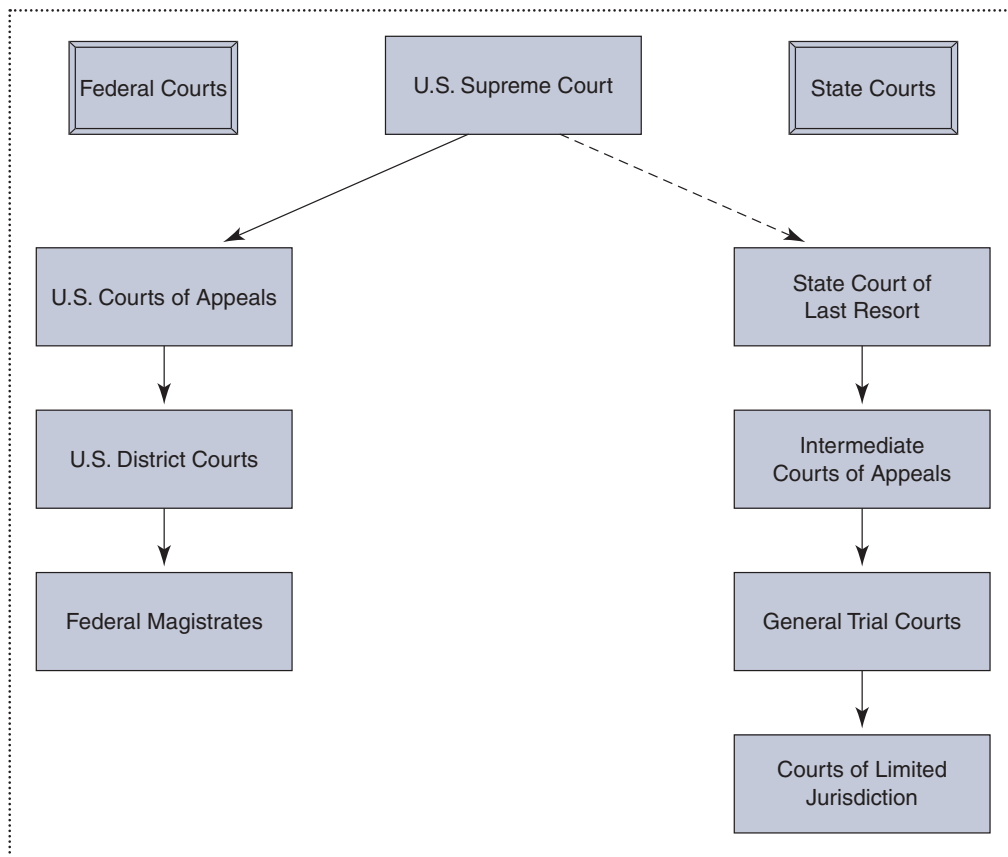 Federal Courts
U.S. Supreme Court
State Courts
U.S. Courts of Appeals
State Court of
Last Resort
U.S. District Courts
Intermediate
Courts of Appeals
Federal Magistrates
General Trial Courts
Courts of Limited
Jurisdiction